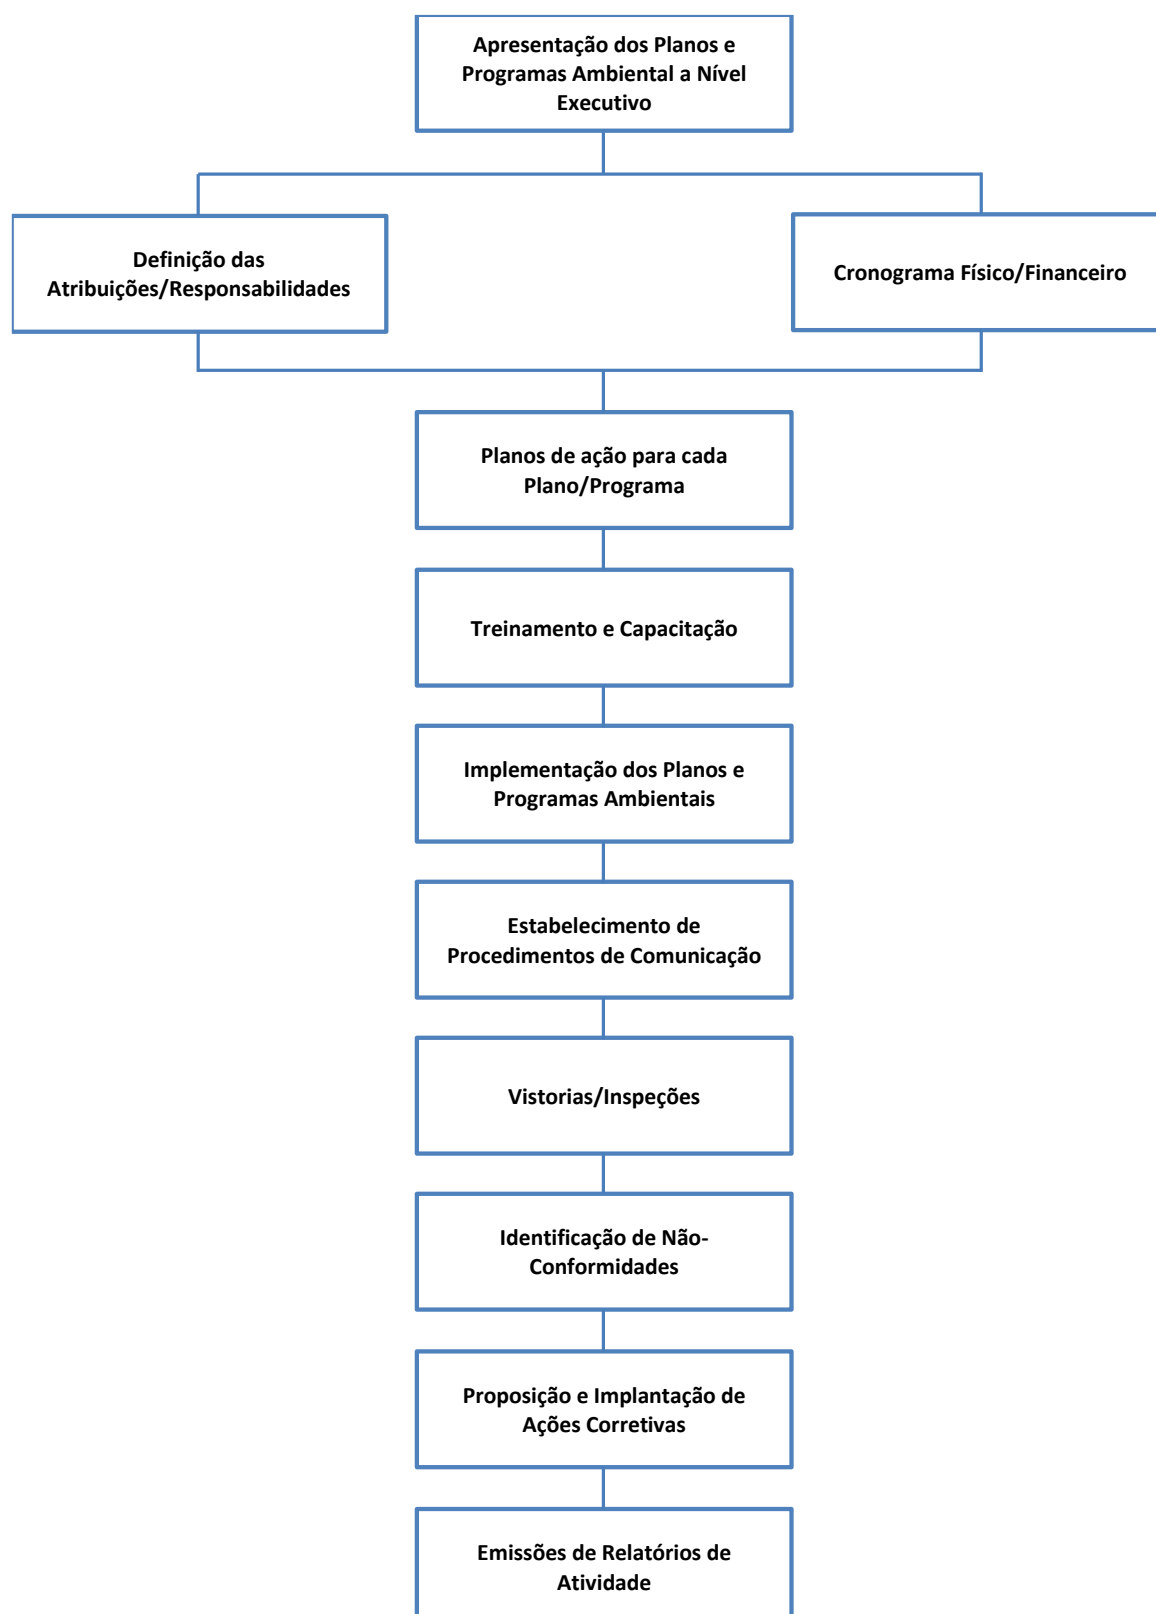 Apresentação dos Planos e
Programas Ambiental a Nível
Executivo
Definição das
Atribuições/Responsabilidades
Cronograma Físico/Financeiro
Planos de ação para cada
Plano/Programa
Treinamento e Capacitação
Implementação dos Planos e
Programas Ambientais
Estabelecimento de
Procedimentos de Comunicação
Vistorias/Inspeções
Identificação de Não-
Conformidades
Proposição e Implantação de
Ações Corretivas
Emissões de Relatórios de
Atividade